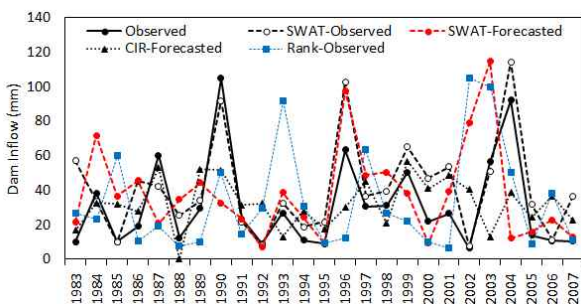 Observed SWAT-Observed SWAT-Forecasted
CIR-Forecasted Rank-Observed
Dam Inflow (mm)
140
120
100
80
60
40
20
0
1983 1984 1985 1986 1987 1988 1989 1990 1991 1992 1993 1994 1995 1996 1997 1998 1999 2000 2001 2002 2003 2004 2005 2006 2007